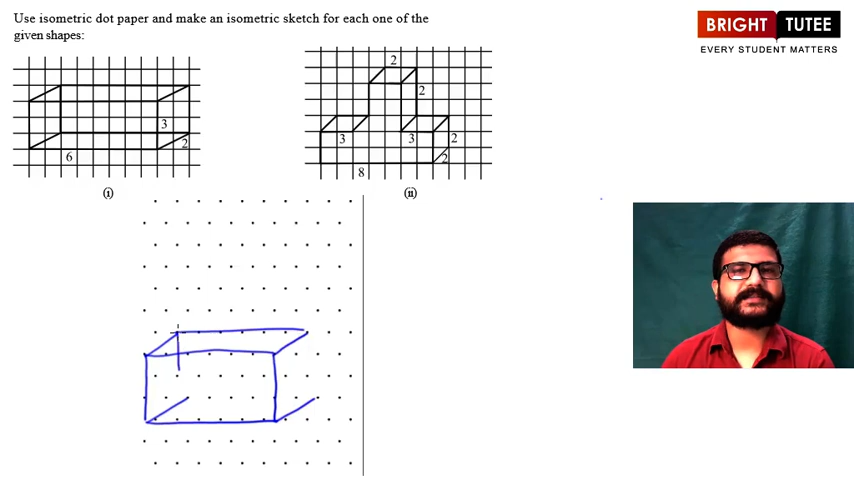 Use isometric dot paper and make an isometric sketch for each one of the
given shapes:
BRIGHT TUTEE
EVERY STUDENT MATTERS
3
2
6
(i)
2
2
3
3
2
2
8
(ii)